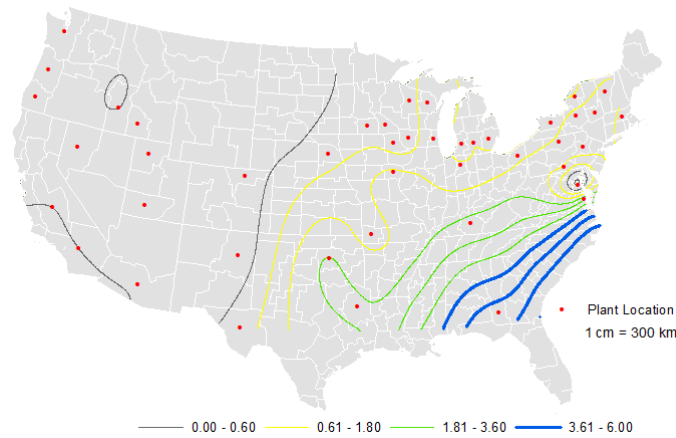 Plant Location
1 cm = 300 km
0.00 - 0.60 0.61 - 1.80 1.81 - 3.60 3.61 - 6.00